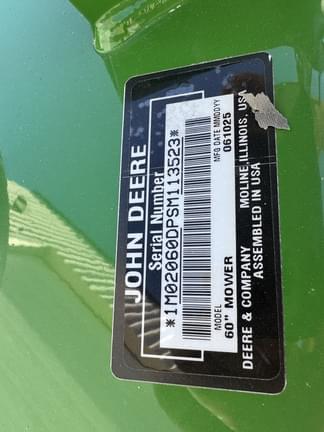 JOHN DEERE
Serial Number
*1M02060DPSM113523*
MODEL MFG DATE MMDDYY
60" MOWER 061025
DEERE & COMPANY MOLINE, ILLINOIS, USA
ASSEMBLED IN USA